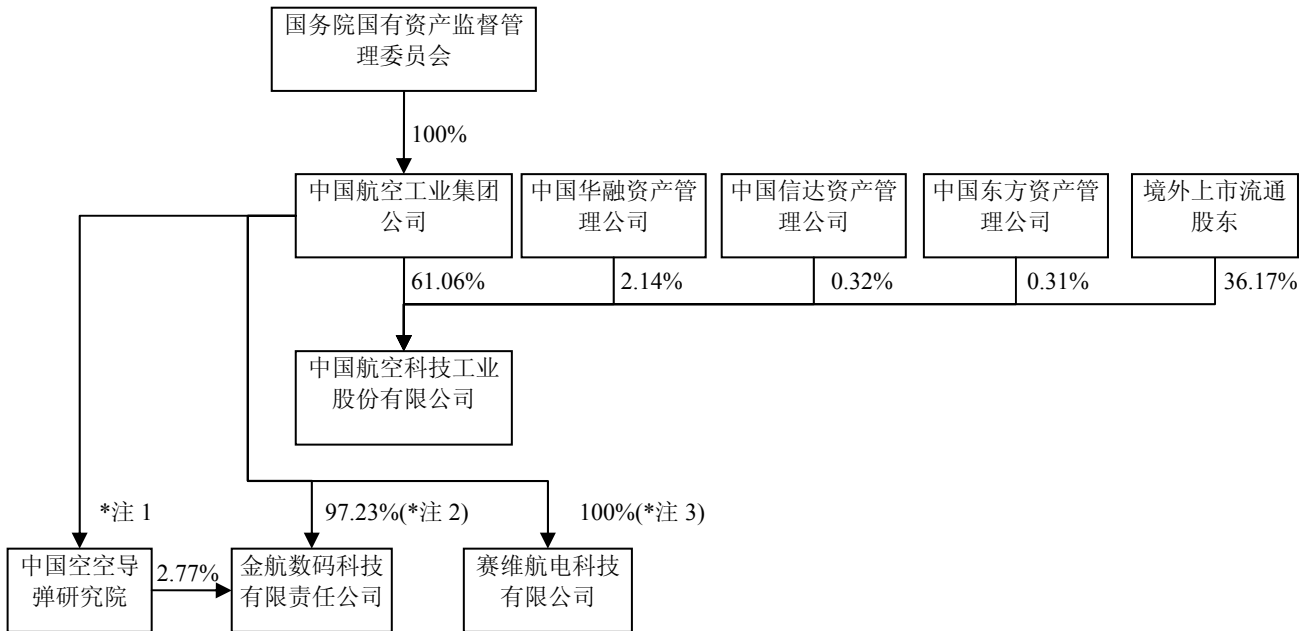 国务院国有资产监督管
理委员会
100%
中国航空工业集团
公司
中国华融资产管
理公司
中国信达资产管
理公司
中国东方资产管
理公司
境外上市流通
股东
61.06%
2.14%
0.32%
0.31%
36.17%
中国航空科技工业
股份有限公司
*注 1
97.23%(*注 2)
100%(*注 3)
中国空空导
弹研究院
2.77%
金航数码科技
有限责任公司
赛维航电科技
有限公司